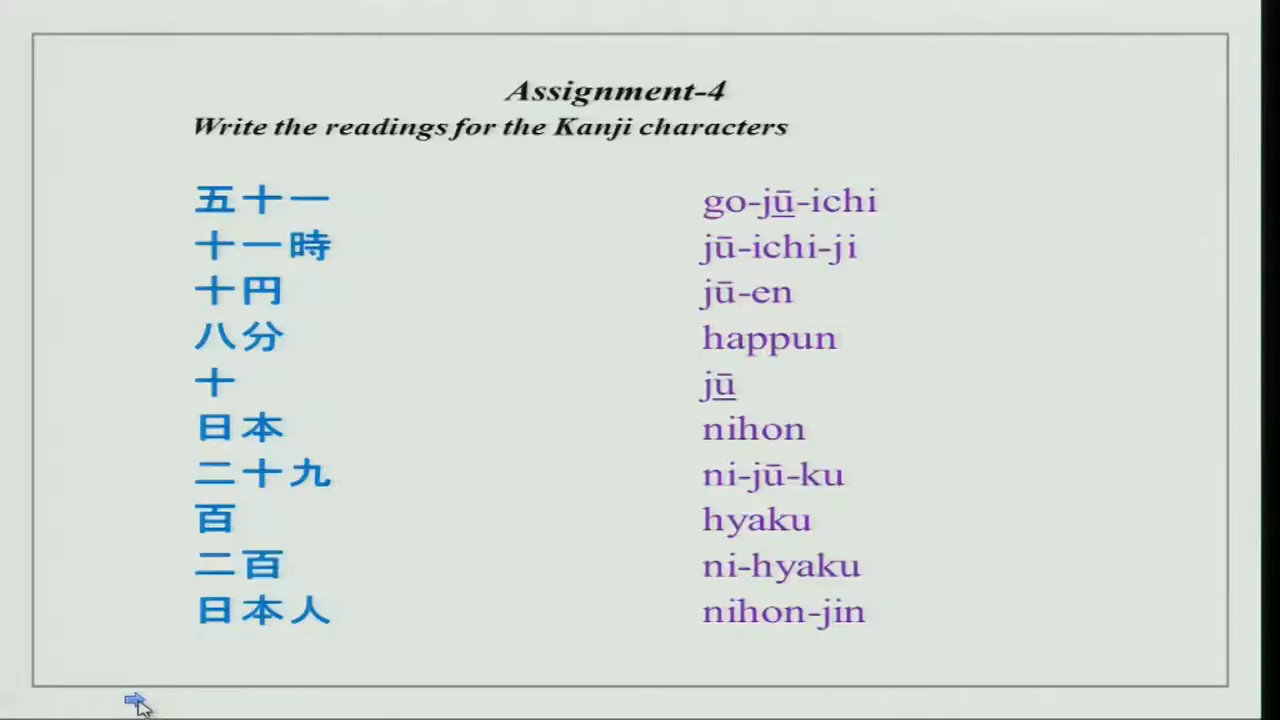 Assignment-4
Write the readings for the Kanji characters
五十一 go-jū-ichi
十一時 jū-ichi-ji
十円 jū-en
八分 happun
十 jū
日本 nihon
二十九 ni-jū-ku
百 hyaku
二百 ni-hyaku
日本人 nihon-jin